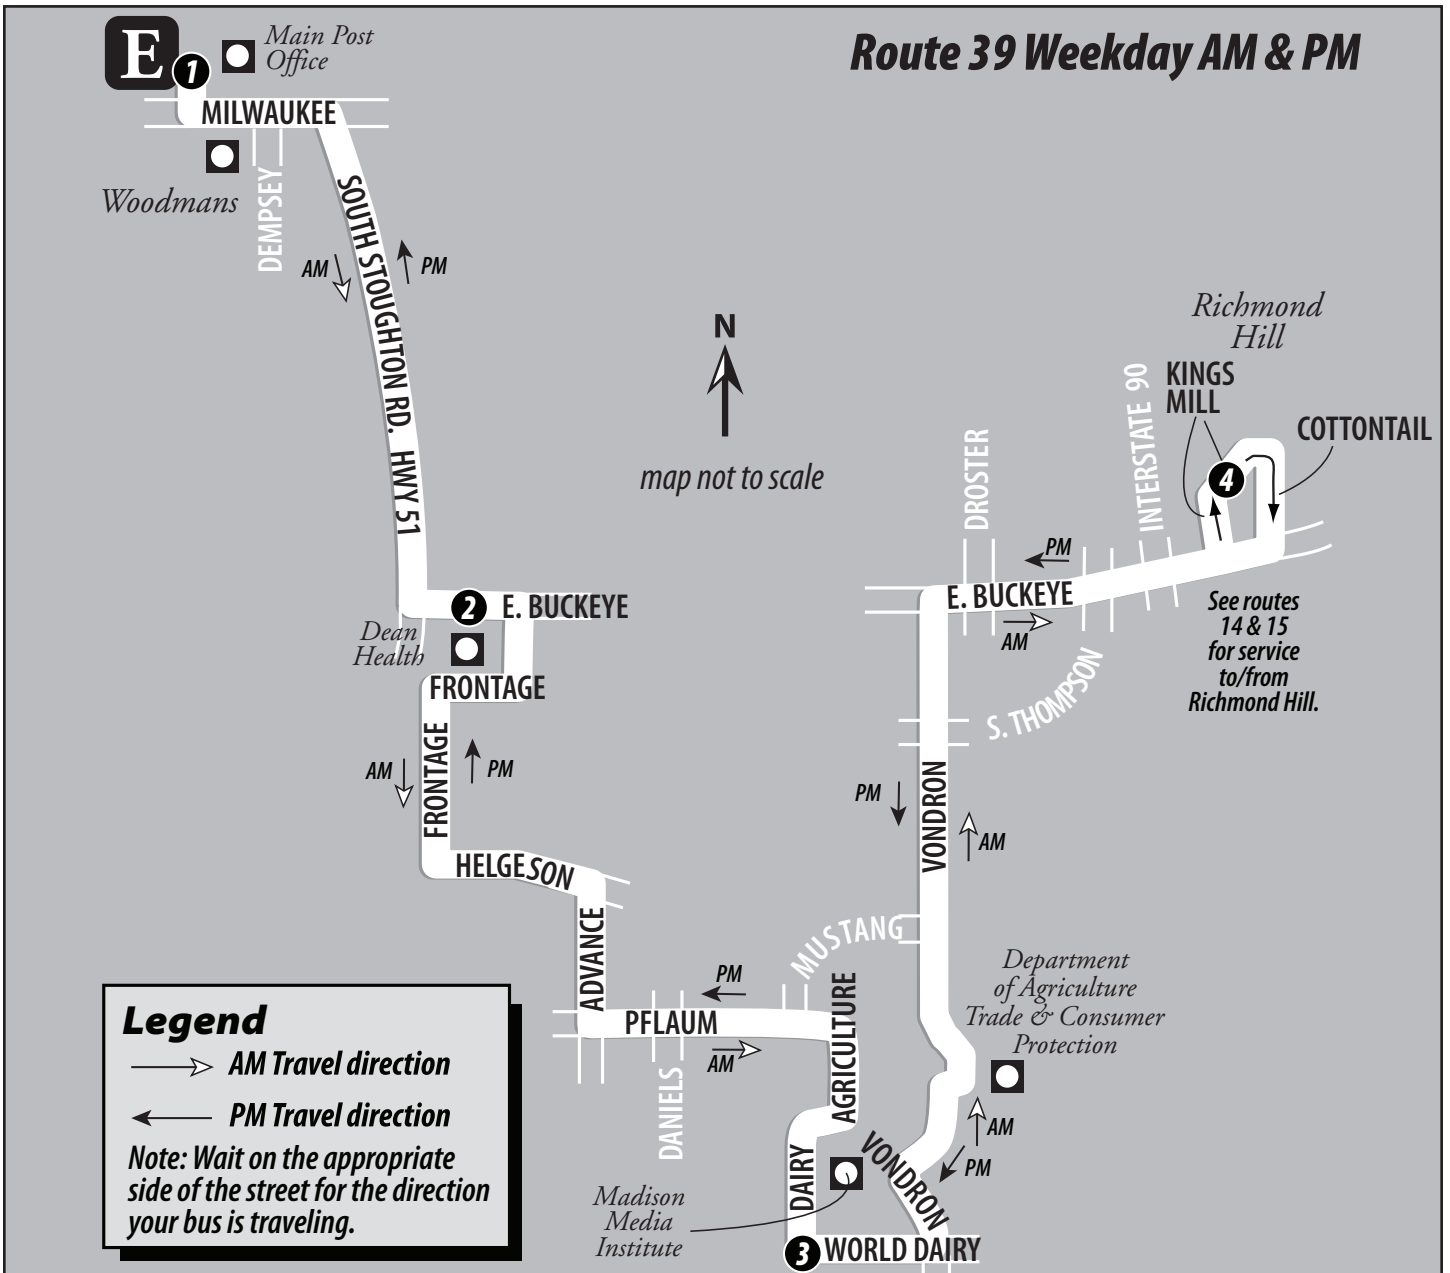 E
1
Main Post
Office
Route 39 Weekday AM & PM
MILWAUKEE
Woodmans
DEMPSEY
SOUTH STOUGHTON RD. HWY 51
AM
PM
N
map not to scale
Richmond
Hill
KINGS
MILL
COTTONTAIL
4
INTERSTATE 90
DROSTER
PM
E. BUCKEYE
AM
See routes
14 & 15
for service
to/from
Richmond Hill.
2
E. BUCKEYE
Dean
Health
FRONTAGE
S. THOMPSON
FRONTAGE
AM
PM
PM
VONDRON
AM
HELGESON
ADVANCE
MUSTANG
PM
PFLAUM
AM
DANIELS
AGRICULTURE
Department
of Agriculture
Trade & Consumer
Protection
AM
PM
VONDRON
DAIRY
Madison
Media
Institute
3
WORLD DAIRY
Legend
AM Travel direction
PM Travel direction
Note: Wait on the appropriate
side of the street for the direction
your bus is traveling.